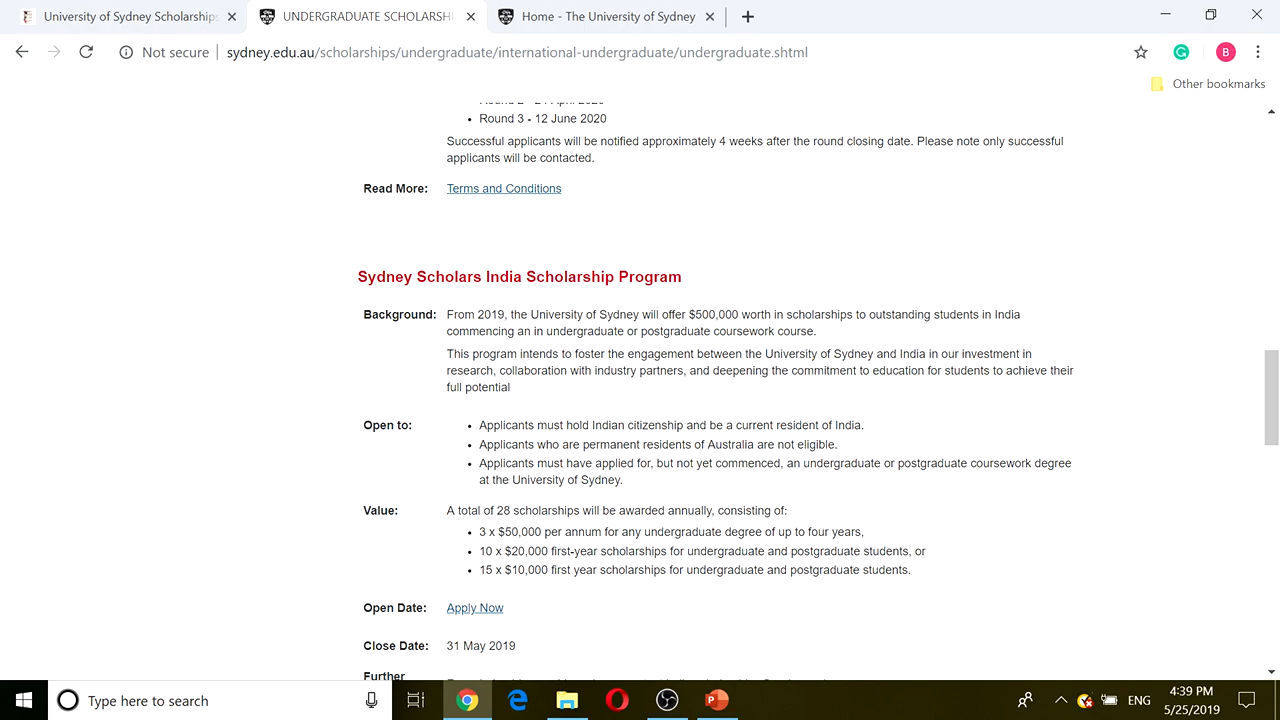 University of Sydney Scholarships
UNDERGRADUATE SCHOLARSHI
Home - The University of Sydney
Not secure
sydney.edu.au/scholarships/undergraduate/international-undergraduate/undergraduate.shtml
B
Other bookmarks
Round 3 - 12 June 2020
Successful applicants will be notified approximately 4 weeks after the round closing date. Please note only successful
applicants will be contacted.
Read More: Terms and Conditions
Sydney Scholars India Scholarship Program
Background: From 2019, the University of Sydney will offer $500,000 worth in scholarships to outstanding students in India
commencing an in undergraduate or postgraduate coursework course.
This program intends to foster the engagement between the University of Sydney and India in our investment in
research, collaboration with industry partners, and deepening the commitment to education for students to achieve their
full potential
Open to: • Applicants must hold Indian citizenship and be a current resident of India.
• Applicants who are permanent residents of Australia are not eligible.
• Applicants must have applied for, but not yet commenced, an undergraduate or postgraduate coursework degree
at the University of Sydney.
Value: A total of 28 scholarships will be awarded annually, consisting of:
• 3 x $50,000 per annum for any undergraduate degree of up to four years,
• 10 x $20,000 first-year scholarships for undergraduate and postgraduate students, or
• 15 x $10,000 first year scholarships for undergraduate and postgraduate students.
Open Date: Apply Now
Close Date: 31 May 2019
Further
Type here to search
ENG
4:39 PM
5/25/2019